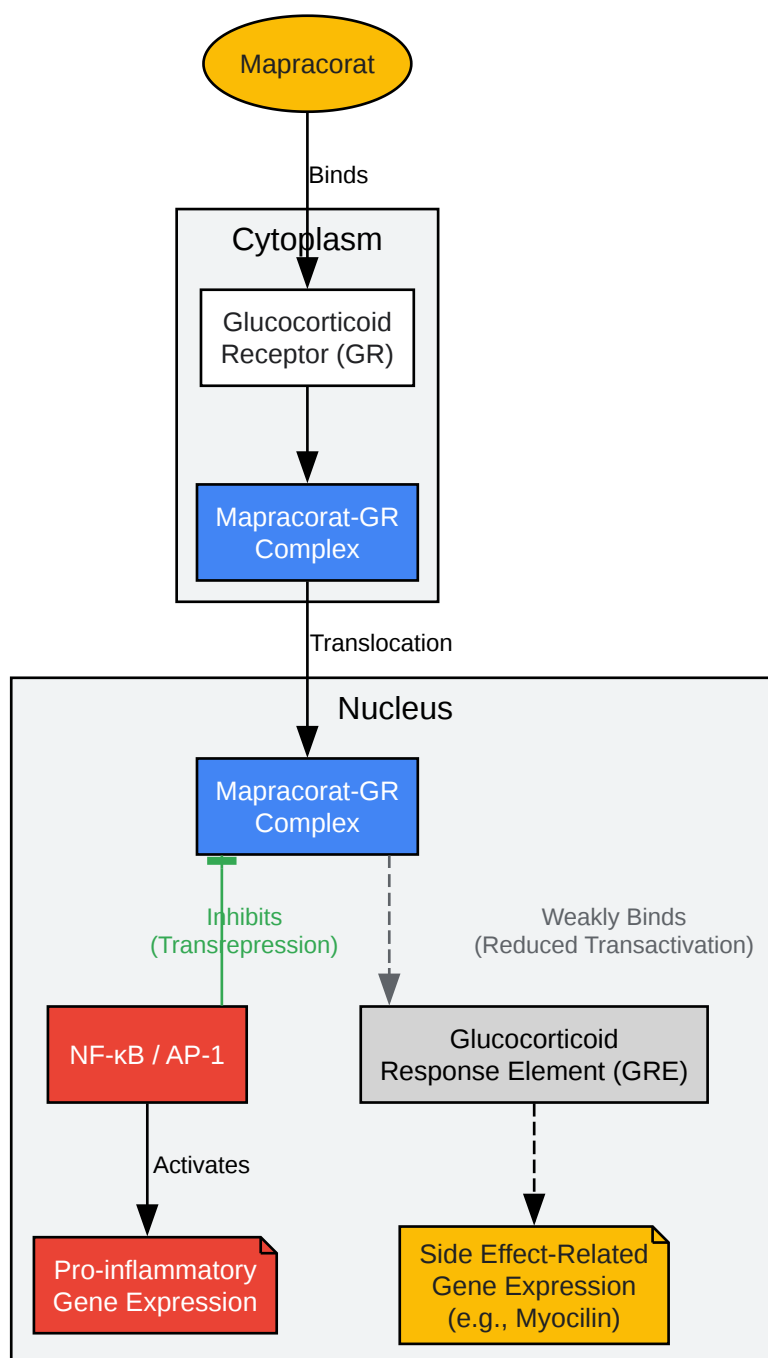 Mapracorat
Binds
Cytoplasm
Glucocorticoid
Receptor (GR)
Mapracorat-GR
Complex
Translocation
Nucleus
Mapracorat-GR
Complex
Inhibits
(Transrepression)
Weakly Binds
(Reduced Transactivation)
NF-κB / AP-1
Glucocorticoid
Response Element (GRE)
Activates
Pro-inflammatory
Gene Expression
Side Effect-Related
Gene Expression
(e.g., Myocilin)